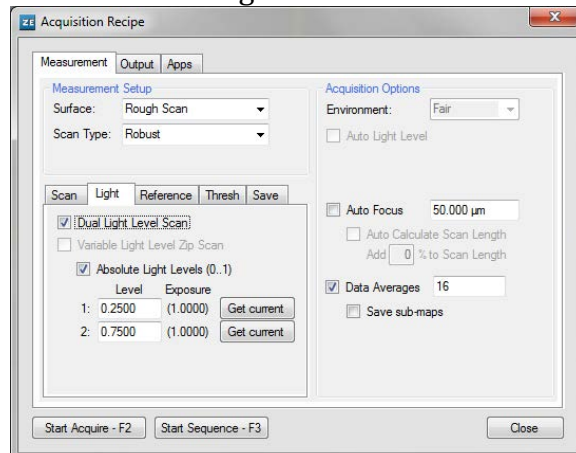 ZE Acquisition Recipe
Measurement Output Apps
Measurement Setup
Surface: Rough Scan
Scan Type: Robust
Scan Light Reference Thresh Save
Dual Light Level Scan
Variable Light Level Zip Scan
Absolute Light Levels (0..1)
Level Exposure
1: 0.2500 (1.0000) Get current
2: 0.7500 (1.0000) Get current
Acquisition Options
Environment: Fair
Auto Light Level
Auto Focus 50.000 µm
Auto Calculate Scan Length
Add 0 % to Scan Length
Data Averages 16
Save sub-maps
Start Acquire - F2 Start Sequence - F3 Close